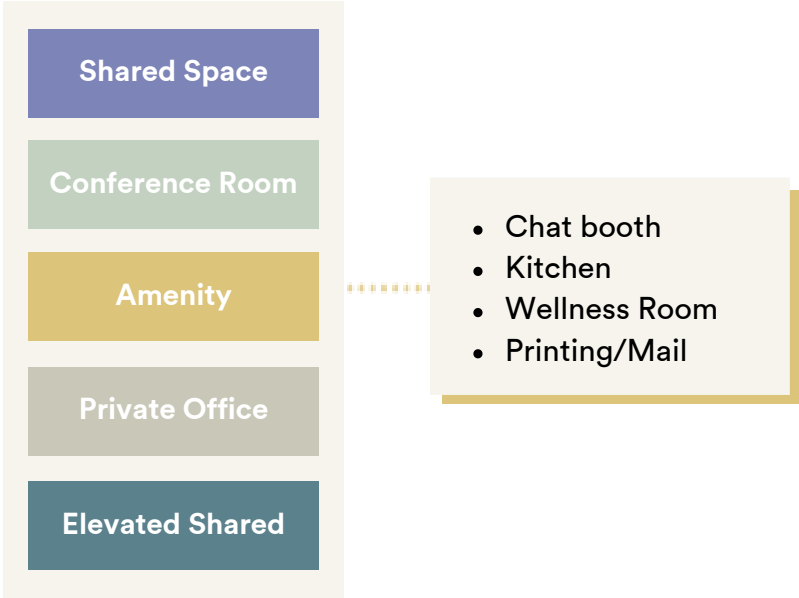 Shared Space
Conference Room
Amenity
Private Office
Elevated Shared
• Chat booth
• Kitchen
• Wellness Room
• Printing/Mail